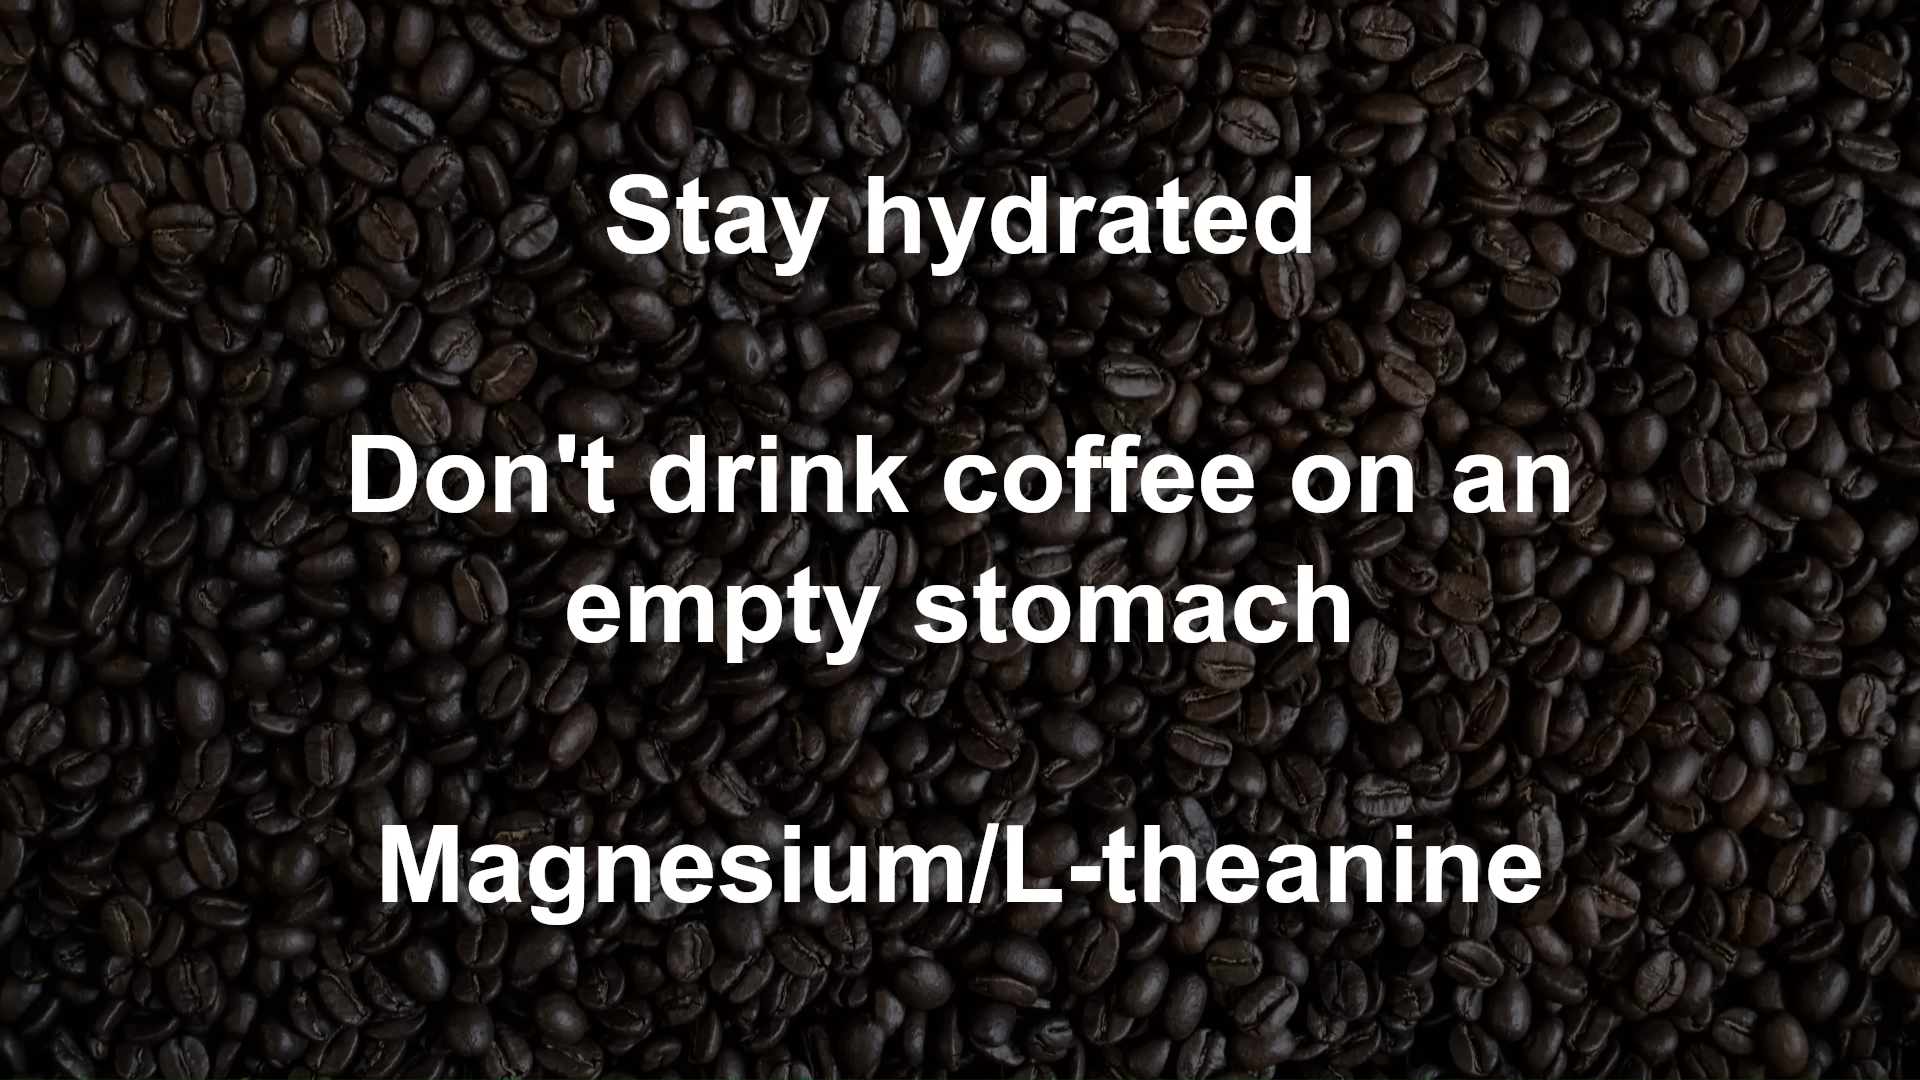 Stay hydrated
Don't drink coffee on an
empty stomach
Magnesium/L-theanine